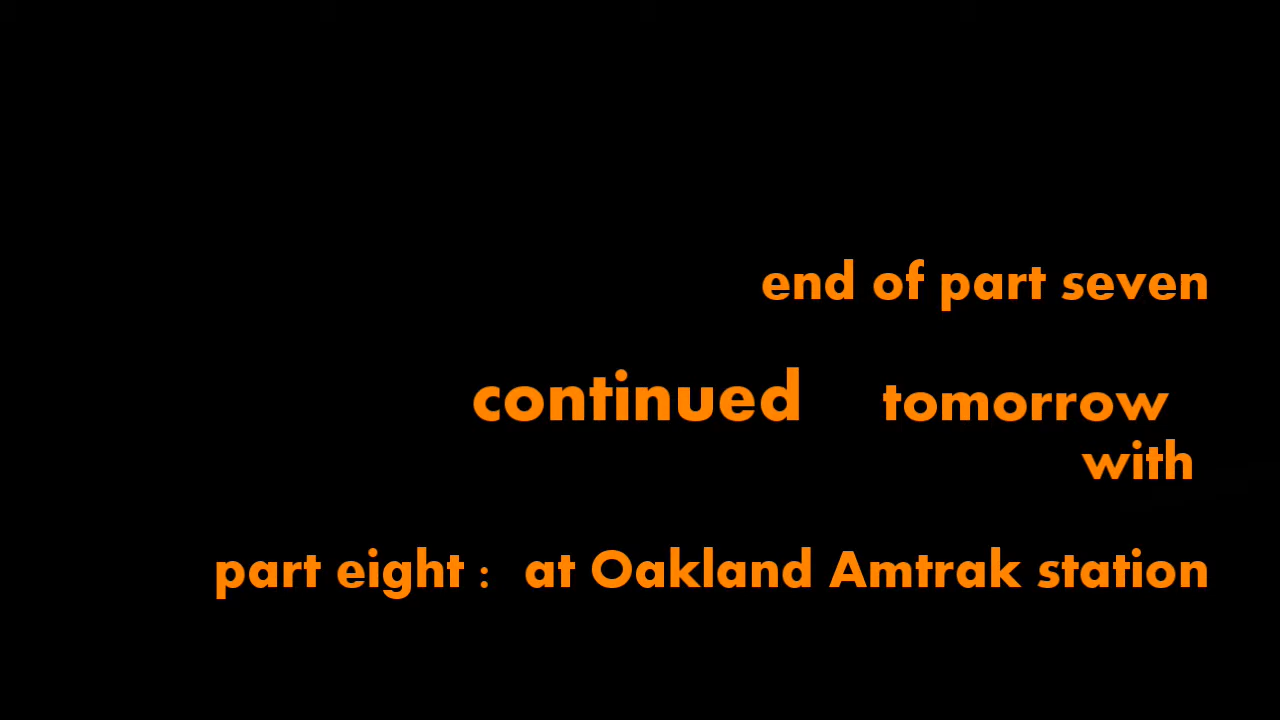 end of part seven
continued tomorrow
with
part eight : at Oakland Amtrak station